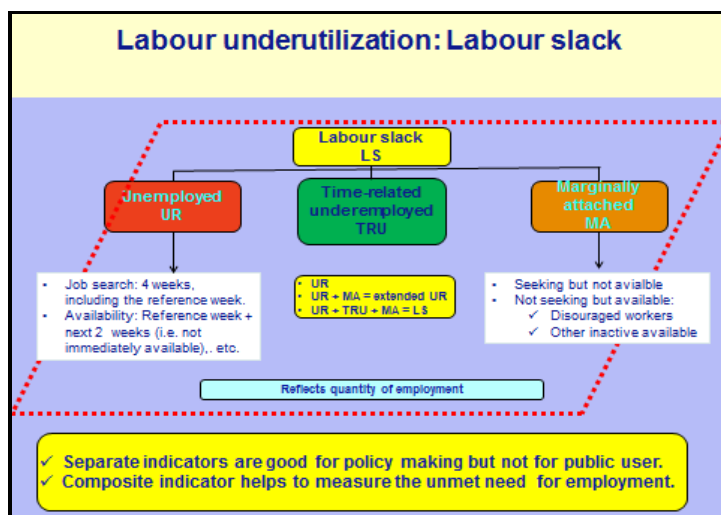 Labour underutilization: Labour slack
Labour slack
LS
Unemployed
UR
Time-related
underemployed
TRU
Marginally
attached
MA
• Job search: 4 weeks,
including the reference week.
• Availability: Reference week +
next 2 weeks (i.e. not
immediately available),. etc.
• UR
• UR + MA = extended UR
• UR + TRU + MA = LS
• Seeking but not avialble
• Not seeking but available:
✓ Disouraged workers
✓ Other inactive available
Reflects quantity of employment
✓ Separate indicators are good for policy making but not for public user.
✓ Composite indicator helps to measure the unmet need for employment.